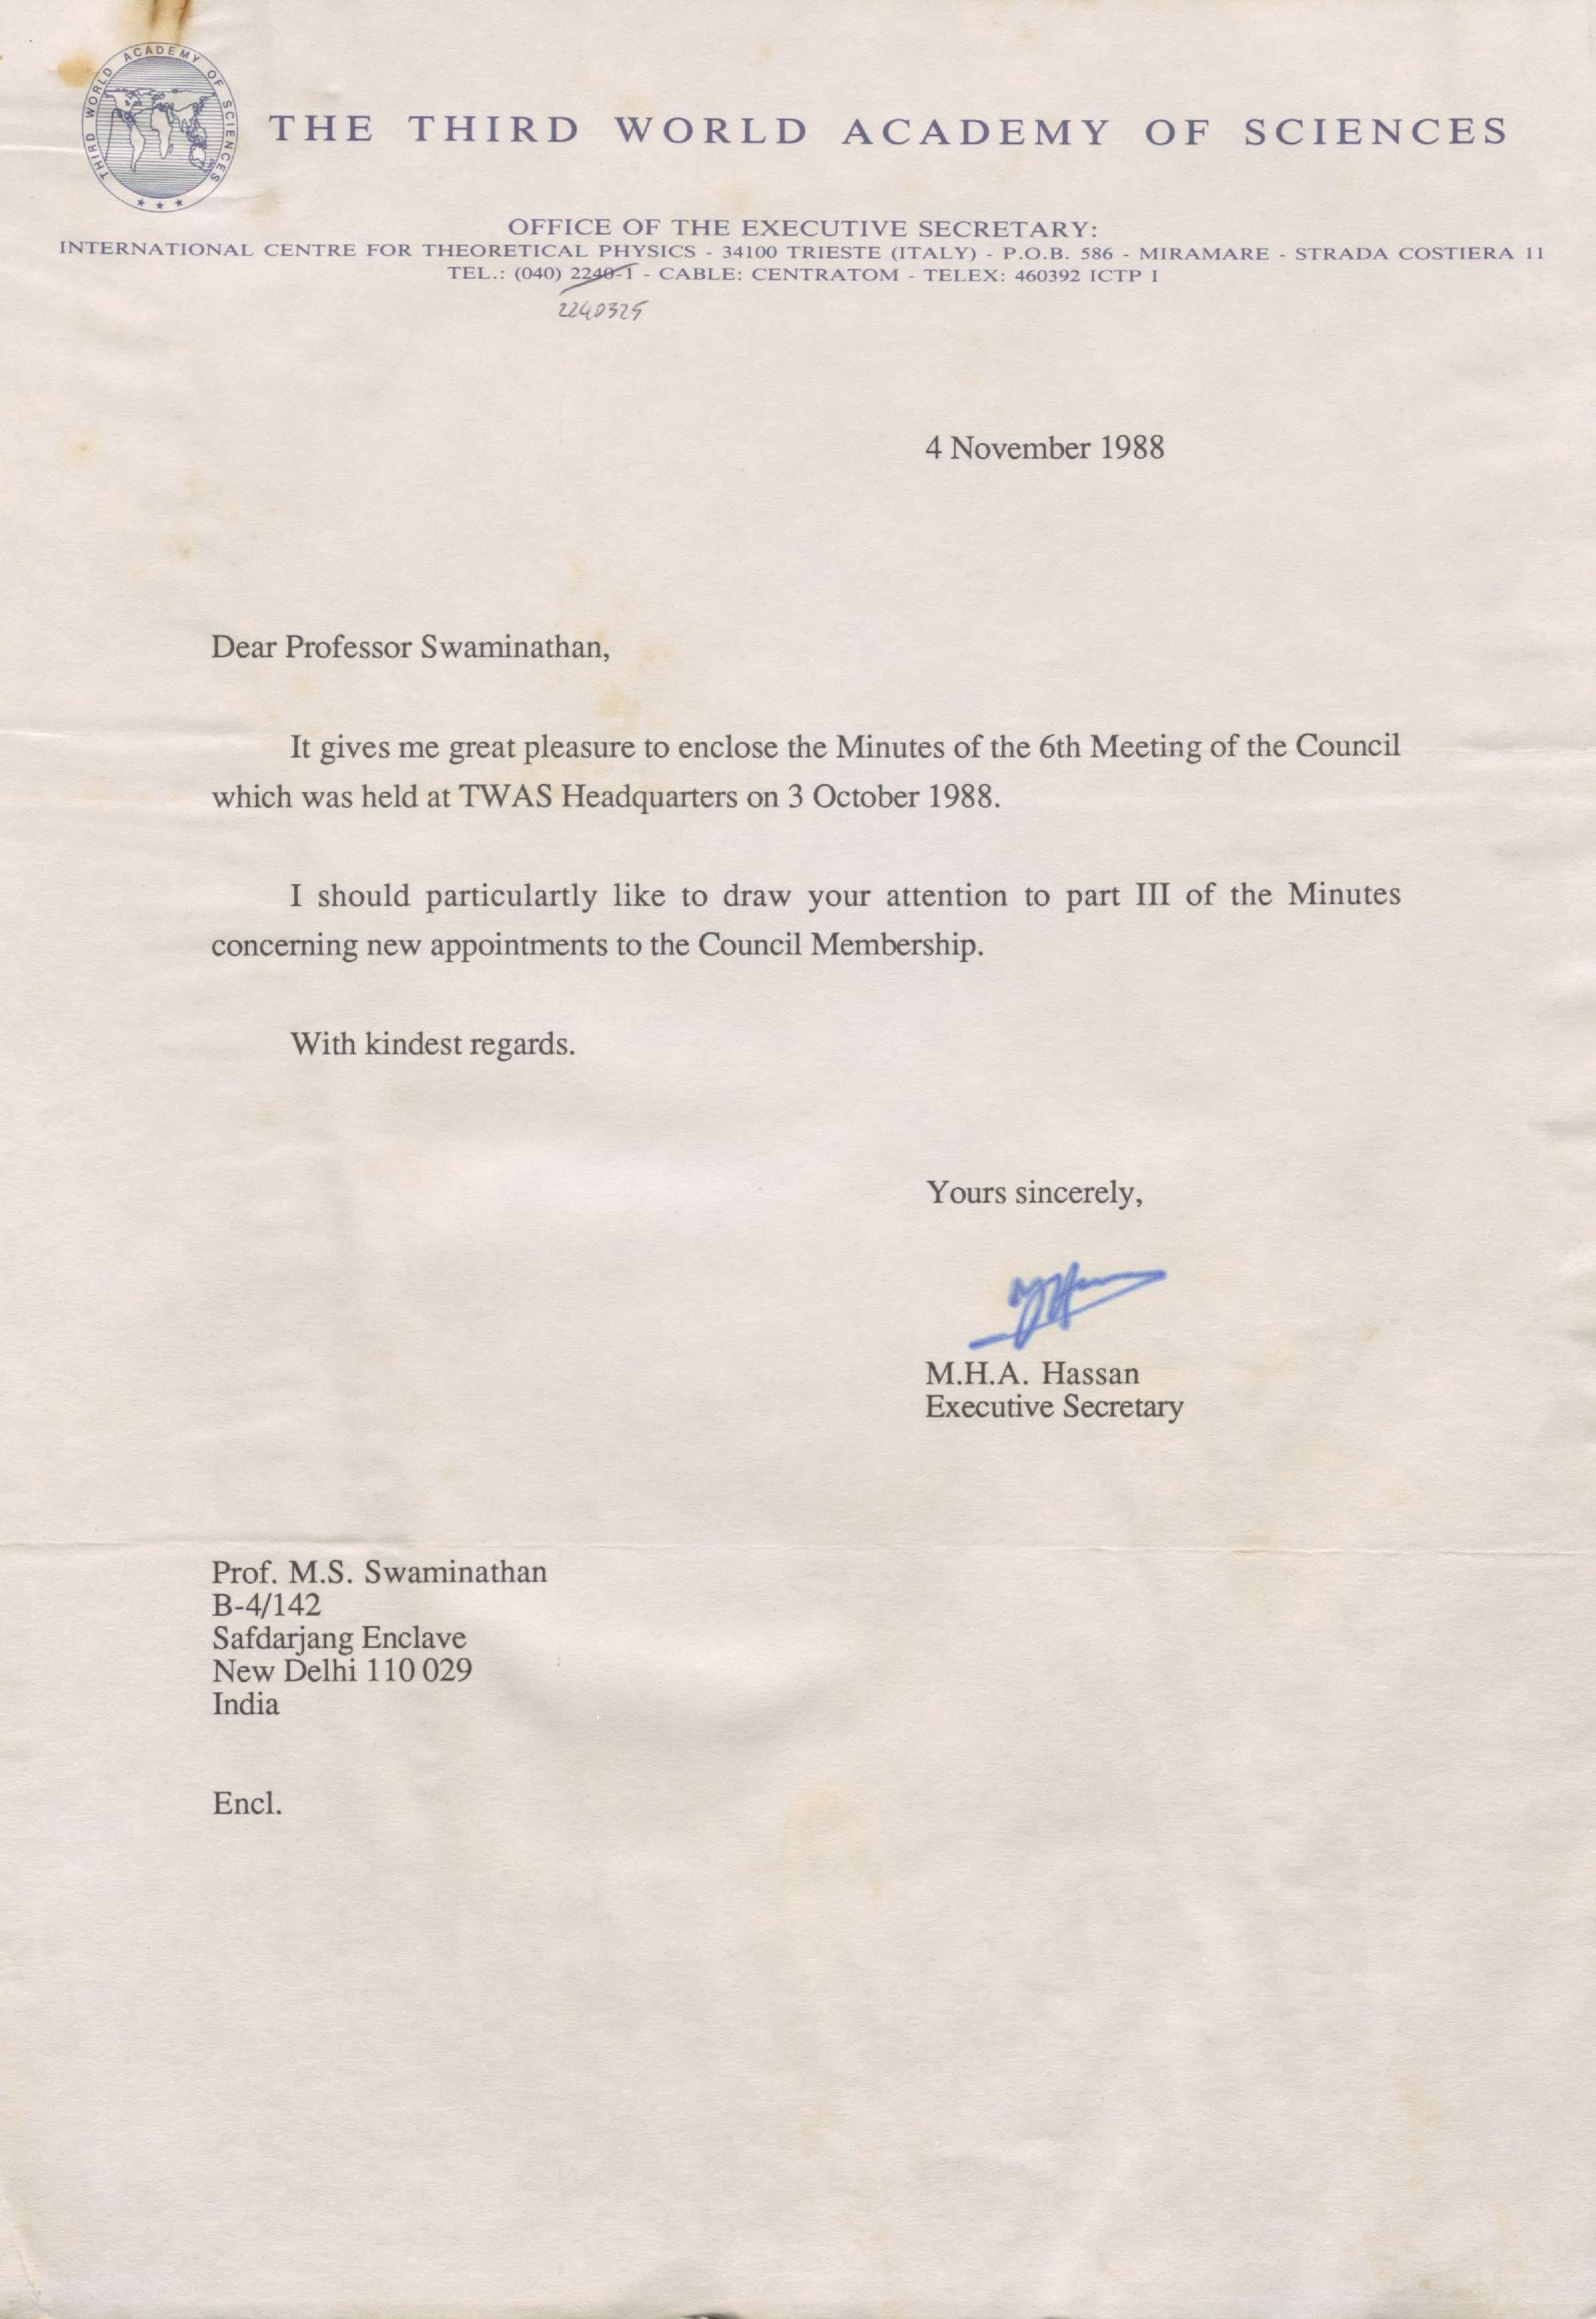 THIRD WORLD ACADEMY OF SCIENCES
THE THIRD WORLD ACADEMY OF SCIENCES
OFFICE OF THE EXECUTIVE SECRETARY:
INTERNATIONAL CENTRE FOR THEORETICAL PHYSICS - 34100 TRIESTE (ITALY) - P.O.B. 586 - MIRAMARE - STRADA COSTIERA 11
TEL.: (040) 2240-1 - CABLE: CENTRATOM - TELEX: 460392 ICTP I
2240325
4 November 1988
Dear Professor Swaminathan,
It gives me great pleasure to enclose the Minutes of the 6th Meeting of the Council
which was held at TWAS Headquarters on 3 October 1988.
I should particulartly like to draw your attention to part III of the Minutes
concerning new appointments to the Council Membership.
With kindest regards.
Yours sincerely,
M.H.A. Hassan
Executive Secretary
Prof. M.S. Swaminathan
B-4/142
Safdarjang Enclave
New Delhi 110 029
India
Encl.